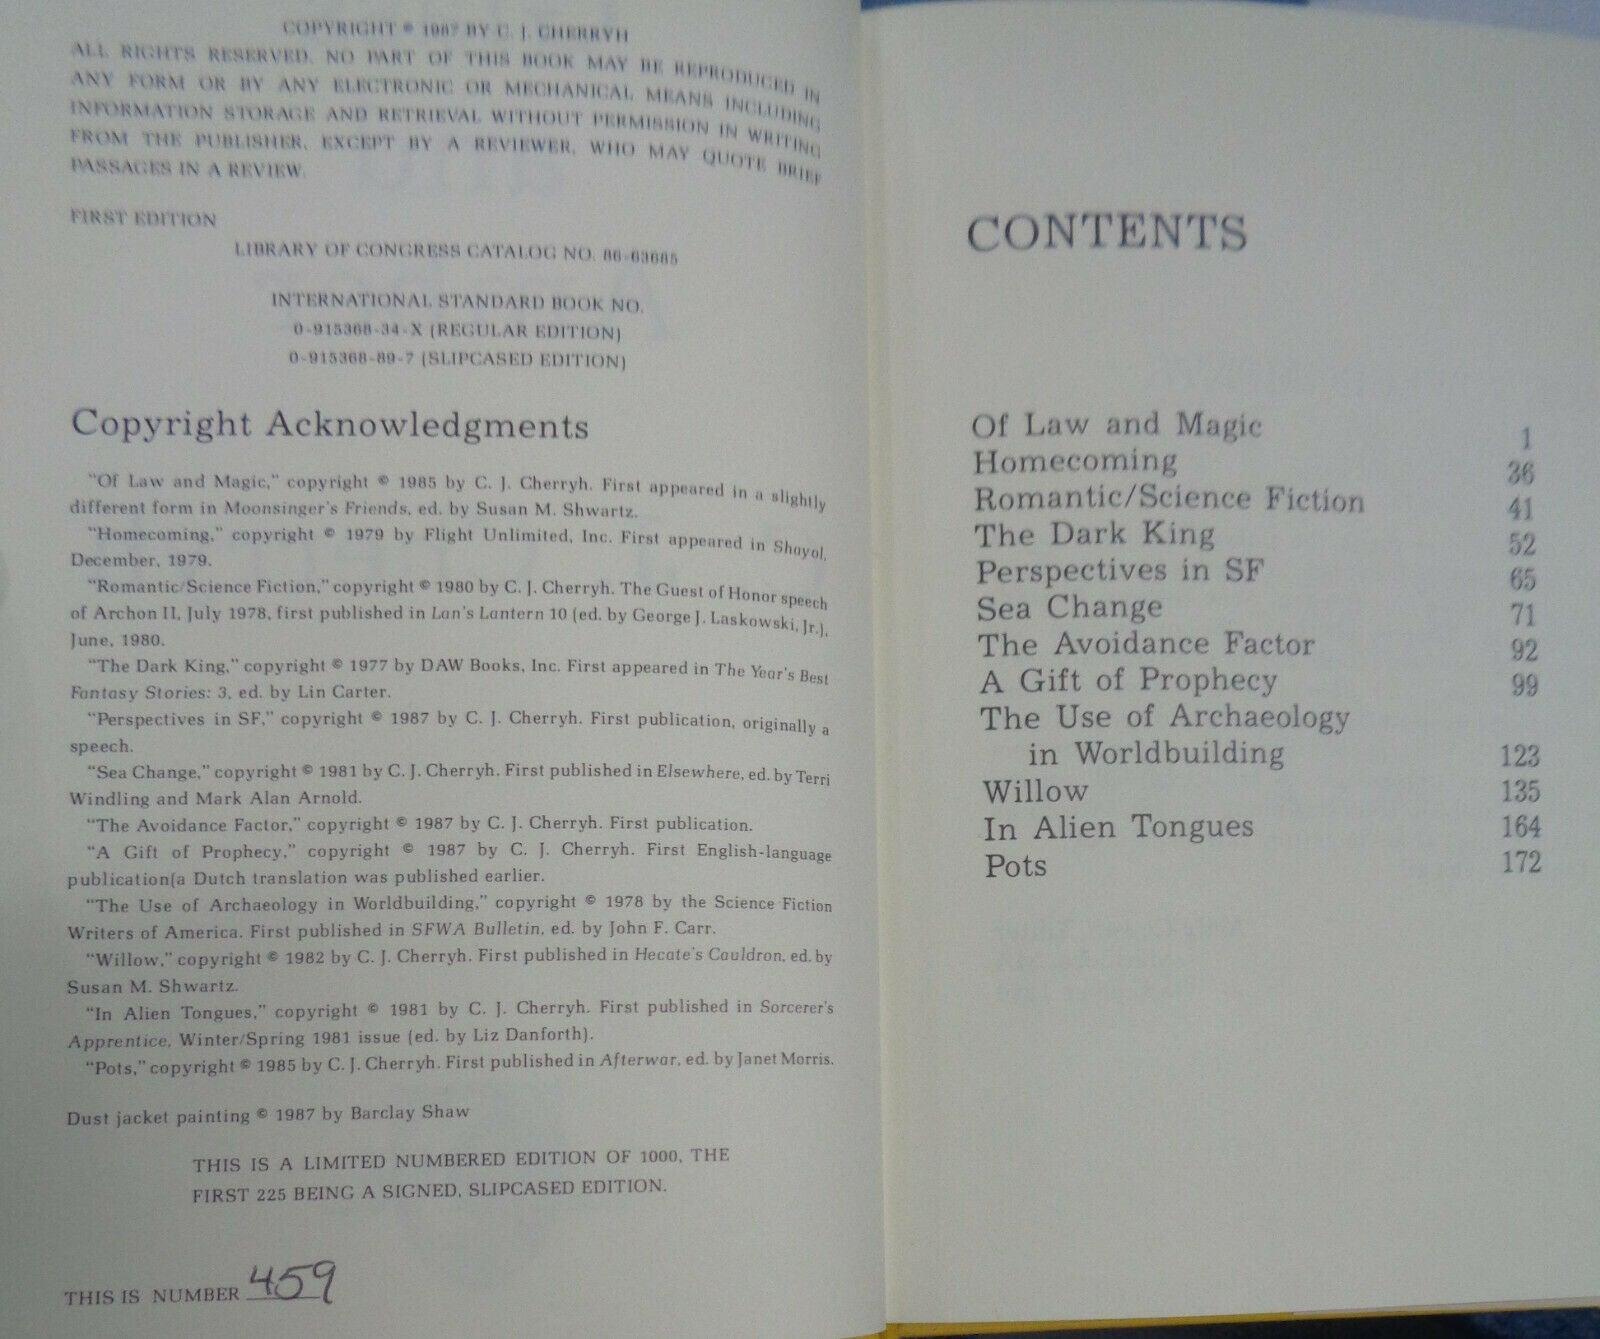 COPYRIGHT © 1987 BY C. J. CHERRYH
ALL RIGHTS RESERVED. NO PART OF THIS BOOK MAY BE REPRODUCED IN
ANY FORM OR BY ANY ELECTRONIC OR MECHANICAL MEANS INCLUDING
INFORMATION STORAGE AND RETRIEVAL WITHOUT PERMISSION IN WRITING
FROM THE PUBLISHER, EXCEPT BY A REVIEWER, WHO MAY QUOTE BRIEF
PASSAGES IN A REVIEW.
FIRST EDITION
LIBRARY OF CONGRESS CATALOG NO. 86-63685
INTERNATIONAL STANDARD BOOK NO.
0-915368-34-X (REGULAR EDITION)
0-915368-89-7 (SLIPCASED EDITION)
Copyright Acknowledgments
"Of Law and Magic," copyright © 1985 by C. J. Cherryh. First appeared in a slightly
different form in Moonsinger's Friends, ed. by Susan M. Shwartz.
"Homecoming," copyright © 1979 by Flight Unlimited, Inc. First appeared in Shayol,
December, 1979.
"Romantic/Science Fiction," copyright © 1980 by C. J. Cherryh. The Guest of Honor speech
of Archon II, July 1978, first published in Lan's Lantern 10 (ed. by George J. Laskowski, Jr.),
June, 1980.
"The Dark King," copyright © 1977 by DAW Books, Inc. First appeared in The Year's Best
Fantasy Stories: 3, ed. by Lin Carter.
"Perspectives in SF," copyright © 1987 by C. J. Cherryh. First publication, originally a
speech.
"Sea Change," copyright © 1981 by C. J. Cherryh. First published in Elsewhere, ed. by Terri
Windling and Mark Alan Arnold.
"The Avoidance Factor," copyright © 1987 by C. J. Cherryh. First publication.
"A Gift of Prophecy," copyright © 1987 by C. J. Cherryh. First English-language
publication(a Dutch translation was published earlier.
"The Use of Archaeology in Worldbuilding," copyright © 1978 by the Science Fiction
Writers of America. First published in SFWA Bulletin, ed. by John F. Carr.
"Willow," copyright © 1982 by C. J. Cherryh. First published in Hecate's Cauldron, ed. by
Susan M. Shwartz.
"In Alien Tongues," copyright © 1981 by C. J. Cherryh. First published in Sorcerer's
Apprentice, Winter/Spring 1981 issue (ed. by Liz Danforth).
"Pots," copyright © 1985 by C. J. Cherryh. First published in Afterwar, ed. by Janet Morris.
Dust jacket painting © 1987 by Barclay Shaw
THIS IS A LIMITED NUMBERED EDITION OF 1000, THE
FIRST 225 BEING A SIGNED, SLIPCASED EDITION.
THIS IS NUMBER 459
CONTENTS
Of Law and Magic 1
Homecoming 36
Romantic/Science Fiction 41
The Dark King 52
Perspectives in SF 65
Sea Change 71
The Avoidance Factor 92
A Gift of Prophecy 99
The Use of Archaeology
in Worldbuilding 123
Willow 135
In Alien Tongues 164
Pots 172